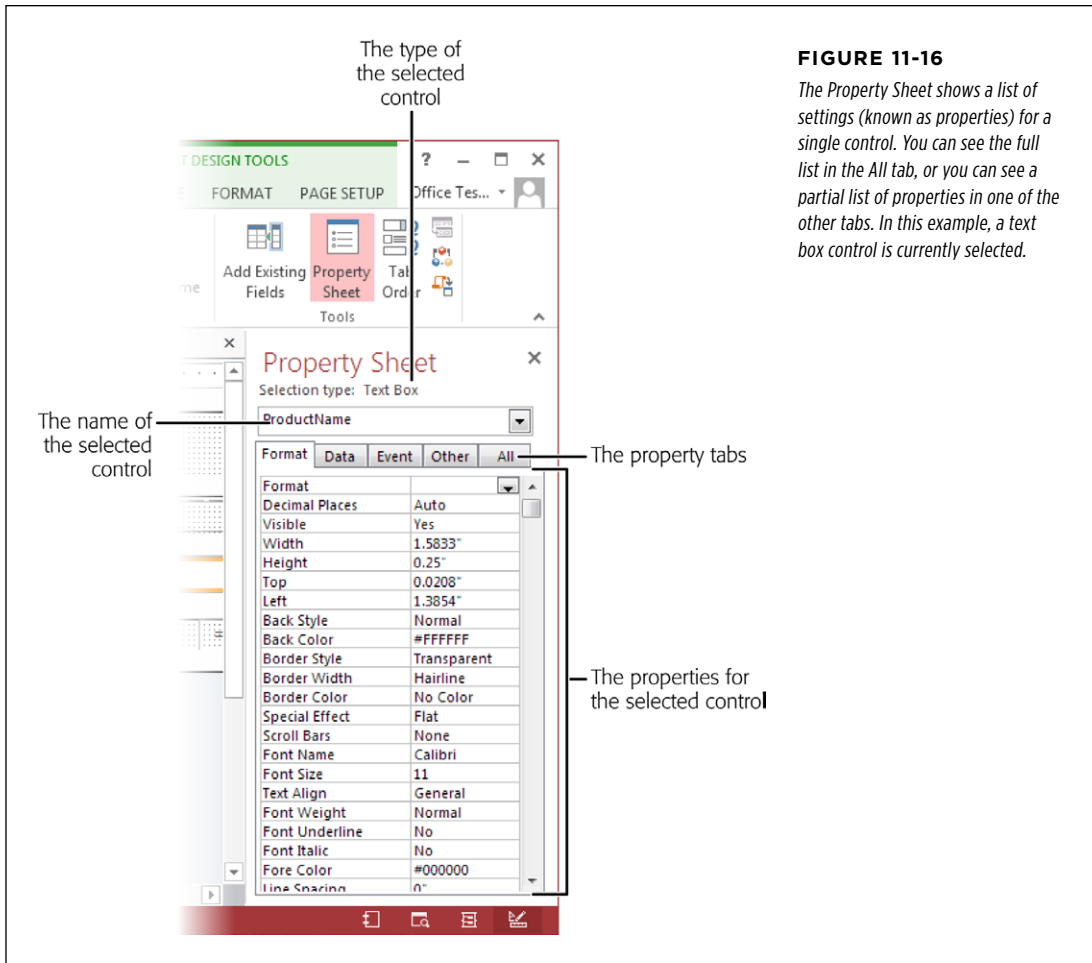 The type of
the selected
control
FIGURE 11-16
The Property Sheet shows a list of
settings (known as properties) for a
single control. You can see the full
list in the All tab, or you can see a
partial list of properties in one of the
other tabs. In this example, a text
box control is currently selected.
DESIGN TOOLS
?
FORMAT PAGE SETUP Office Tes...
Add Existing
Fields
Property
Sheet
Tab
Order
Tools
Property Sheet
Selection type: Text Box
The name of
the selected
control
ProductName
Format Data Event Other All
The property tabs
Format
Decimal Places Auto
Visible Yes
Width 1.5833"
Height 0.25"
Top 0.0208"
Left 1.3854"
Back Style Normal
Back Color #FFFFFF
Border Style Transparent
Border Width Hairline
Border Color No Color
Special Effect Flat
Scroll Bars None
Font Name Calibri
Font Size 11
Text Align General
Font Weight Normal
Font Underline No
Font Italic No
Fore Color #000000
Line Spacing 0"
The properties for
the selected control